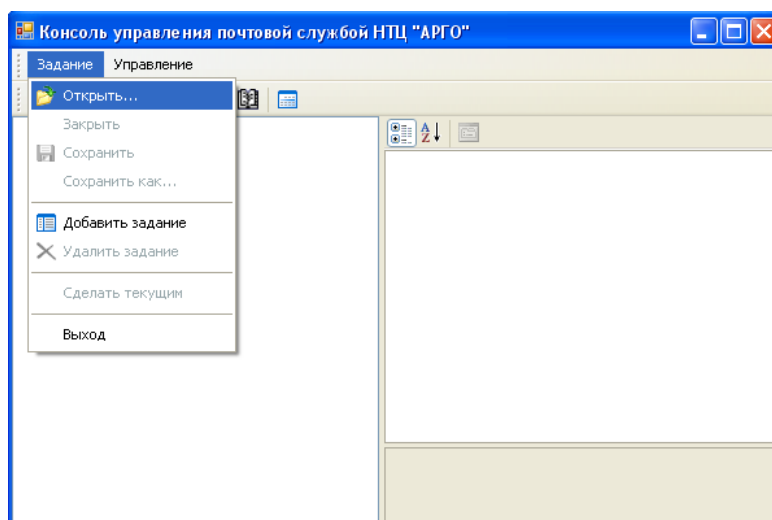 Консоль управления почтовой службой НТЦ "АРГО"
Задание Управление
Открыть...
Закрыть
Сохранить
Сохранить как...
Добавить задание
Удалить задание
Сделать текущим
Выход